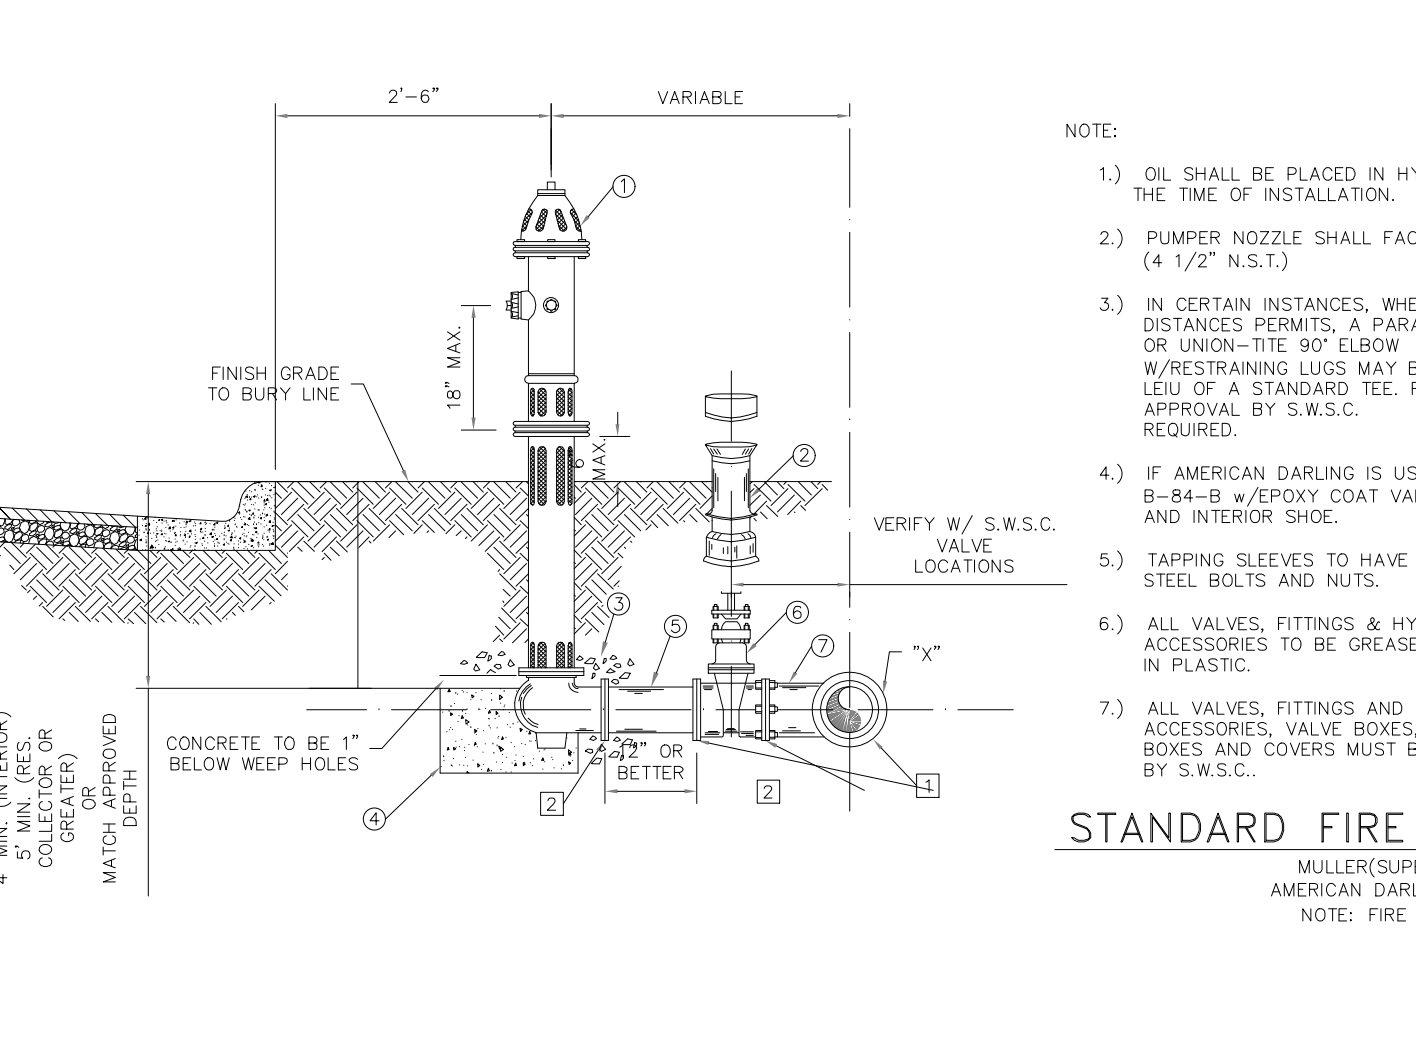 2'-6"
VARIABLE
1
18" MAX.
FINISH GRADE
TO BURY LINE
MAX.
2
VERIFY W/ S.W.S.C.
VALVE
LOCATIONS
3
5
6
7
"X"
CONCRETE TO BE 1"
BELOW WEEP HOLES
4
2" OR
BETTER
2
2
1
4' MIN. (INTERIOR)
5' MIN. (RES.
COLLECTOR OR
GREATER)
OR
MATCH APPROVED
DEPTH
NOTE:
1.) OIL SHALL BE PLACED IN HY
THE TIME OF INSTALLATION.
2.) PUMPER NOZZLE SHALL FAC
(4 1/2" N.S.T.)
3.) IN CERTAIN INSTANCES, WHE
DISTANCES PERMITS, A PARA
OR UNION-TITE 90° ELBOW
W/RESTRAINING LUGS MAY B
LEIU OF A STANDARD TEE. P
APPROVAL BY S.W.S.C.
REQUIRED.
4.) IF AMERICAN DARLING IS US
B-84-B w/EPOXY COAT VAL
AND INTERIOR SHOE.
5.) TAPPING SLEEVES TO HAVE
STEEL BOLTS AND NUTS.
6.) ALL VALVES, FITTINGS & HY
ACCESSORIES TO BE GREASE
IN PLASTIC.
7.) ALL VALVES, FITTINGS AND
ACCESSORIES, VALVE BOXES,
BOXES AND COVERS MUST B
BY S.W.S.C..
STANDARD FIRE
MULLER(SUPE
AMERICAN DARL
NOTE: FIRE